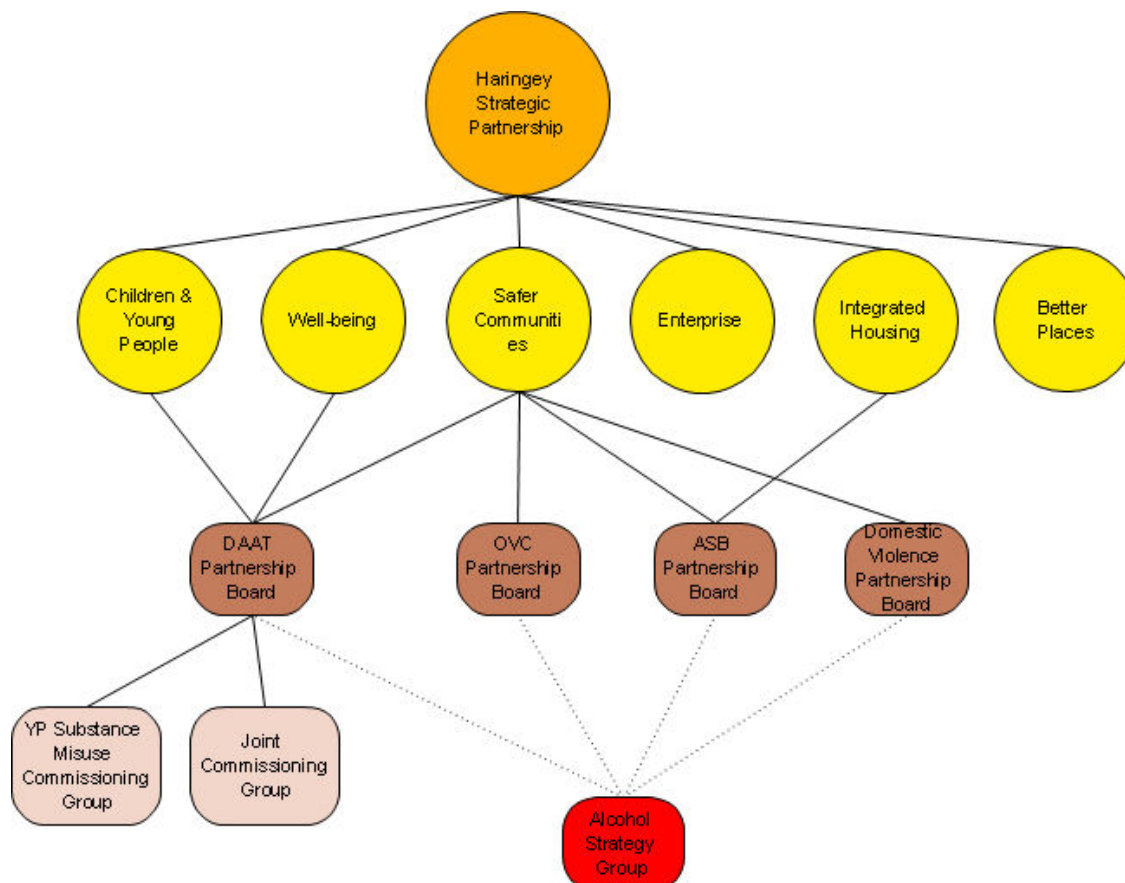 Haringey
Strategic
Partnership
Children &
Young
People
Well-being
Safer
Communiti
es
Enterprise
Integrated
Housing
Better
Places
DAAT
Partnership
Board
OVC
Partnership
Board
ASB
Partnership
Board
Domestic
Violence
Partnership
Board
YP Substance
Misuse
Commissioning
Group
Joint
Commissioning
Group
Alcohol
Strategy
Group